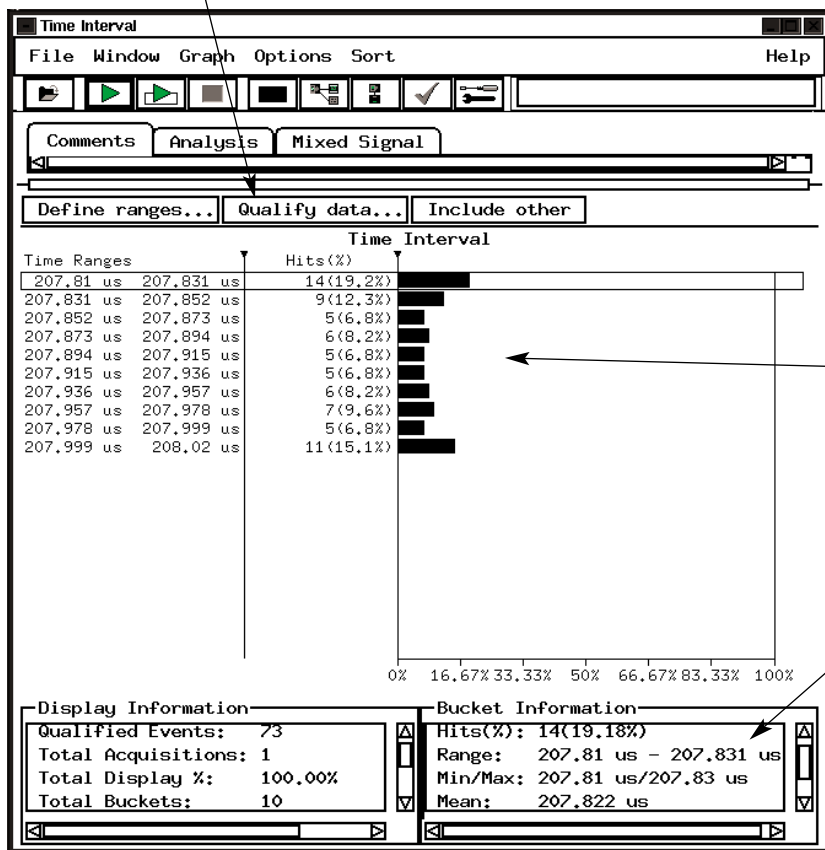 Time Interval
File Window Graph Options Sort Help
Comments Analysis Mixed Signal
Define ranges... Qualify data... Include other
Time Interval
Time Ranges Hits(%)
207.81 us 207.831 us 14(19.2%)
207.831 us 207.852 us 9(12.3%)
207.852 us 207.873 us 5(6.8%)
207.873 us 207.894 us 6(8.2%)
207.894 us 207.915 us 5(6.8%)
207.915 us 207.936 us 5(6.8%)
207.936 us 207.957 us 6(8.2%)
207.957 us 207.978 us 7(9.6%)
207.978 us 207.999 us 5(6.8%)
207.999 us 208.02 us 11(15.1%)
0% 16.67% 33.33% 50% 66.67% 83.33% 100%
Display Information
Qualified Events: 73
Total Acquisitions: 1
Total Display %: 100.00%
Total Buckets: 10
Bucket Information
Hits(%): 14(19.18%)
Range: 207.81 us - 207.831 us
Min/Max: 207.81 us/207.83 us
Mean: 207.822 us